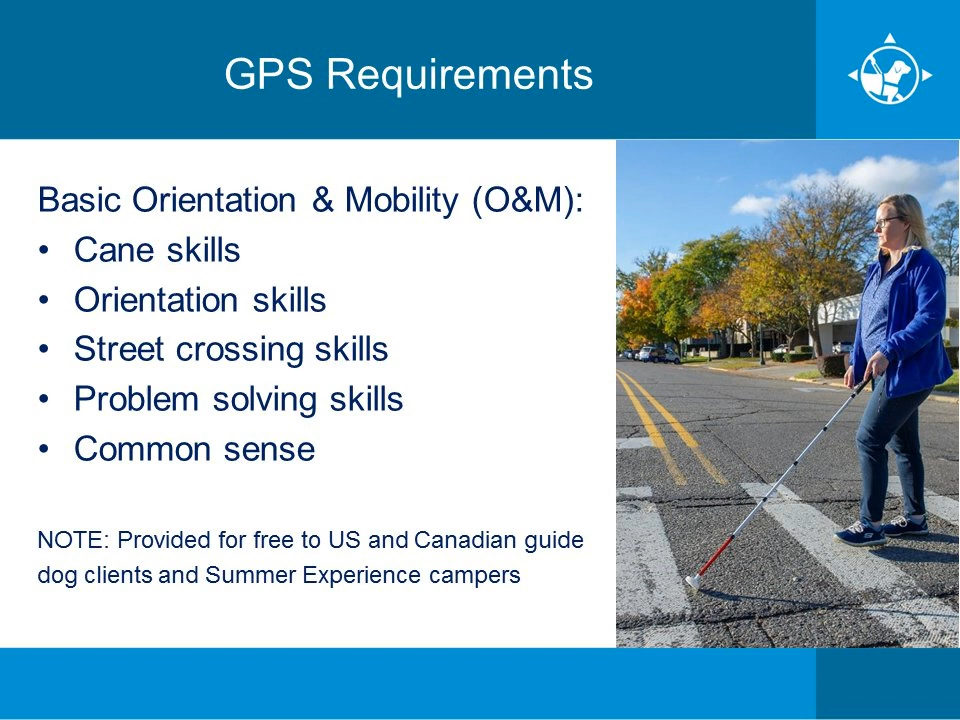 GPS Requirements
Basic Orientation & Mobility (O&M):
• Cane skills
• Orientation skills
• Street crossing skills
• Problem solving skills
• Common sense
NOTE: Provided for free to US and Canadian guide
dog clients and Summer Experience campers